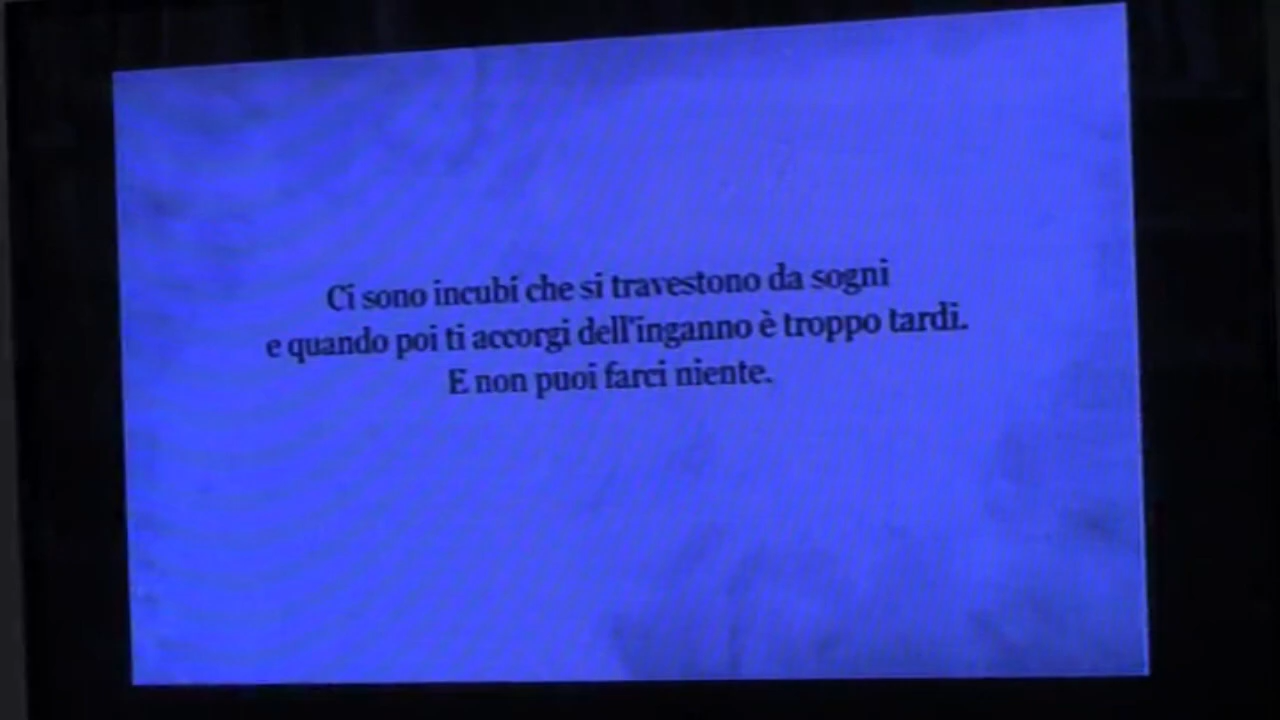 Ci sono incubi che si travestono da sogni
e quando poi ti accorgi dell'inganno è troppo tardi.
E non puoi farci niente.